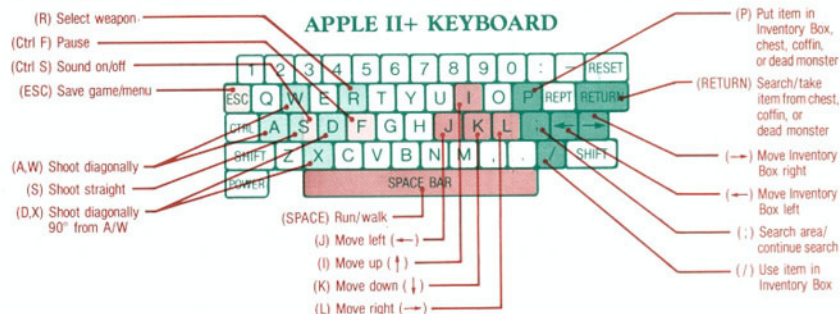 APPLE II+ KEYBOARD
(R) Select weapon
(Ctrl F) Pause
(Ctrl S) Sound on/off
(ESC) Save game/menu
(A,W) Shoot diagonally
(S) Shoot straight
(D,X) Shoot diagonally
90° from A/W
1 2 3 4 5 6 7 8 9 0 : - RESET
ESC Q W E R T Y U I O P REPT RETURN
CTRL A S D F G H J K L ; ← →
SHIFT Z X C V B N M , . / SHIFT
POWER SPACE BAR
(SPACE) Run/walk
(J) Move left (←)
(I) Move up (↑)
(K) Move down (↓)
(L) Move right (→)
(P) Put item in
Inventory Box,
chest, coffin,
or dead monster
(RETURN) Search/take
item from chest,
coffin, or
dead monster
(→) Move Inventory
Box right
(←) Move Inventory
Box left
(;) Search area/
continue search
(/) Use item in
Inventory Box